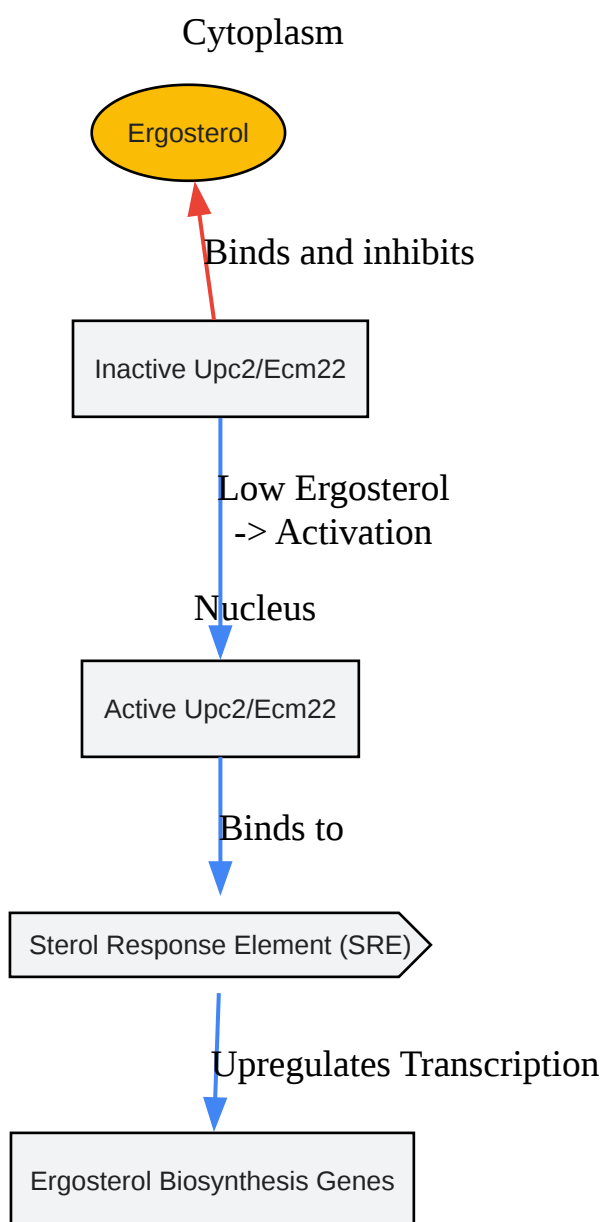 Cytoplasm
Ergosterol
Binds and inhibits
Inactive Upc2/Ecm22
Low Ergosterol
-> Activation
Nucleus
Active Upc2/Ecm22
Binds to
Sterol Response Element (SRE)
Upregulates Transcription
Ergosterol Biosynthesis Genes